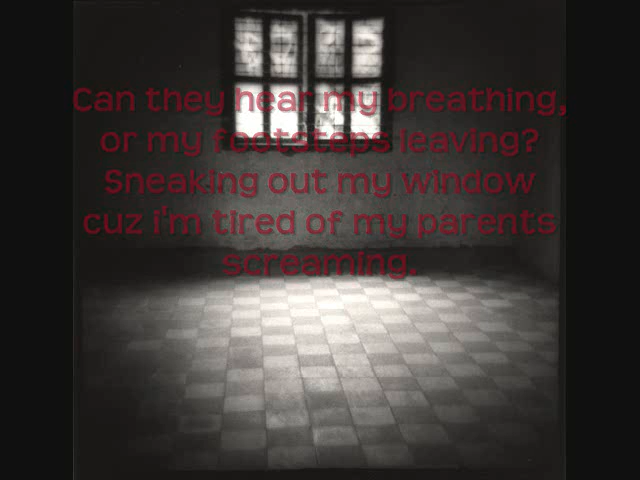 Can they hear my breathing,
or my footsteps leaving?
Sneaking out my window
cuz i'm tired of my parents
screaming.